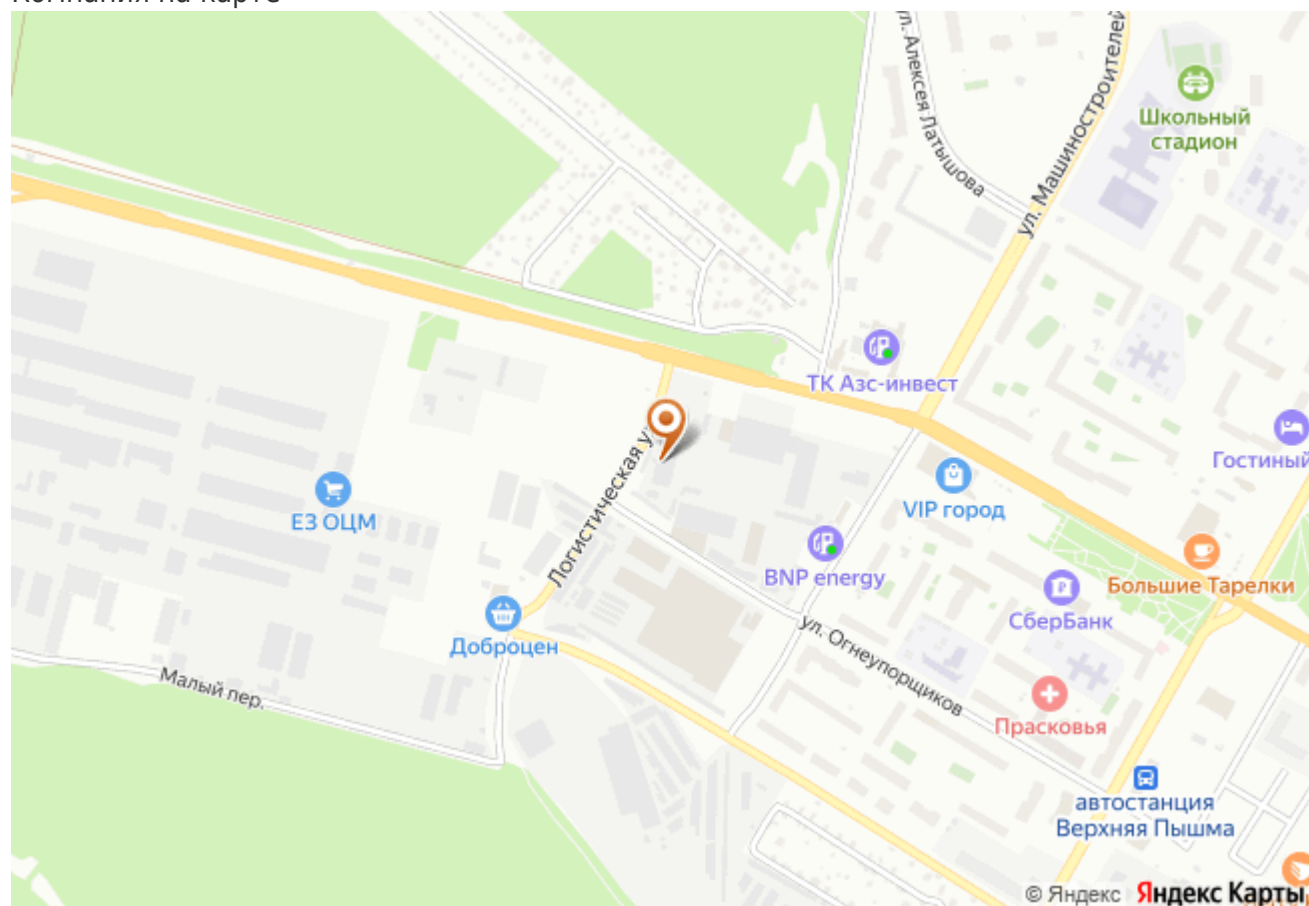 ул. Алексея Латышова
ул. Машиностроителей
Школьный
стадион
ТК Азс-инвест
Гостиный
Логистическая
VIP город
ЕЗ ОЦМ
BNP energy
Большие Тарелки
СберБанк
Доброцен
ул. Огнеупорщиков
Малый пер.
Прасковья
автостанция
Верхняя Пышма
© Яндекс Яндекс Карты